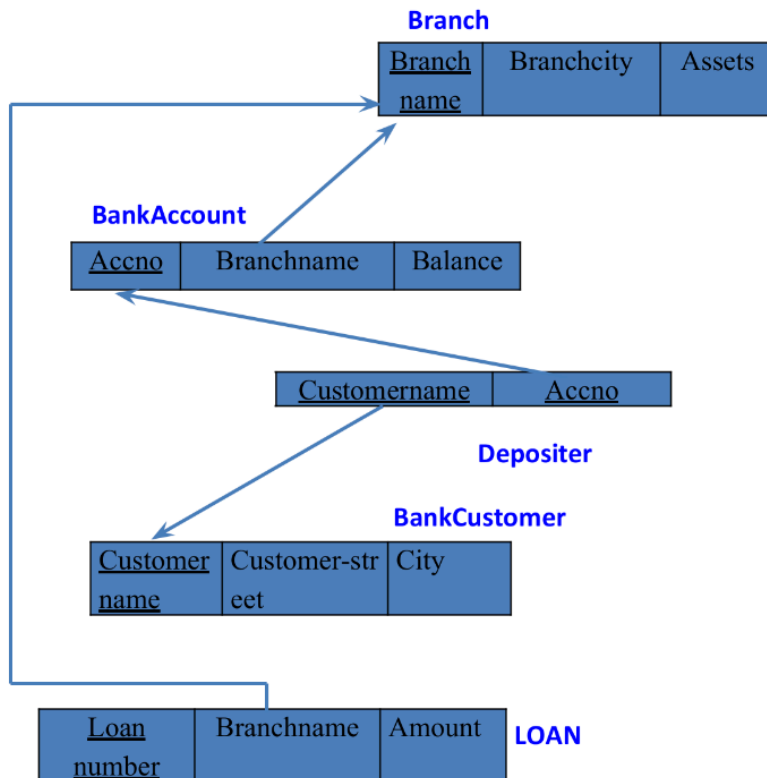 Branch
Branch Branchcity Assets
name
BankAccount
Accno Branchname Balance
Customername Accno
Depositer
BankCustomer
Customer Customer-str City
name eet
Loan Branchname Amount LOAN
number